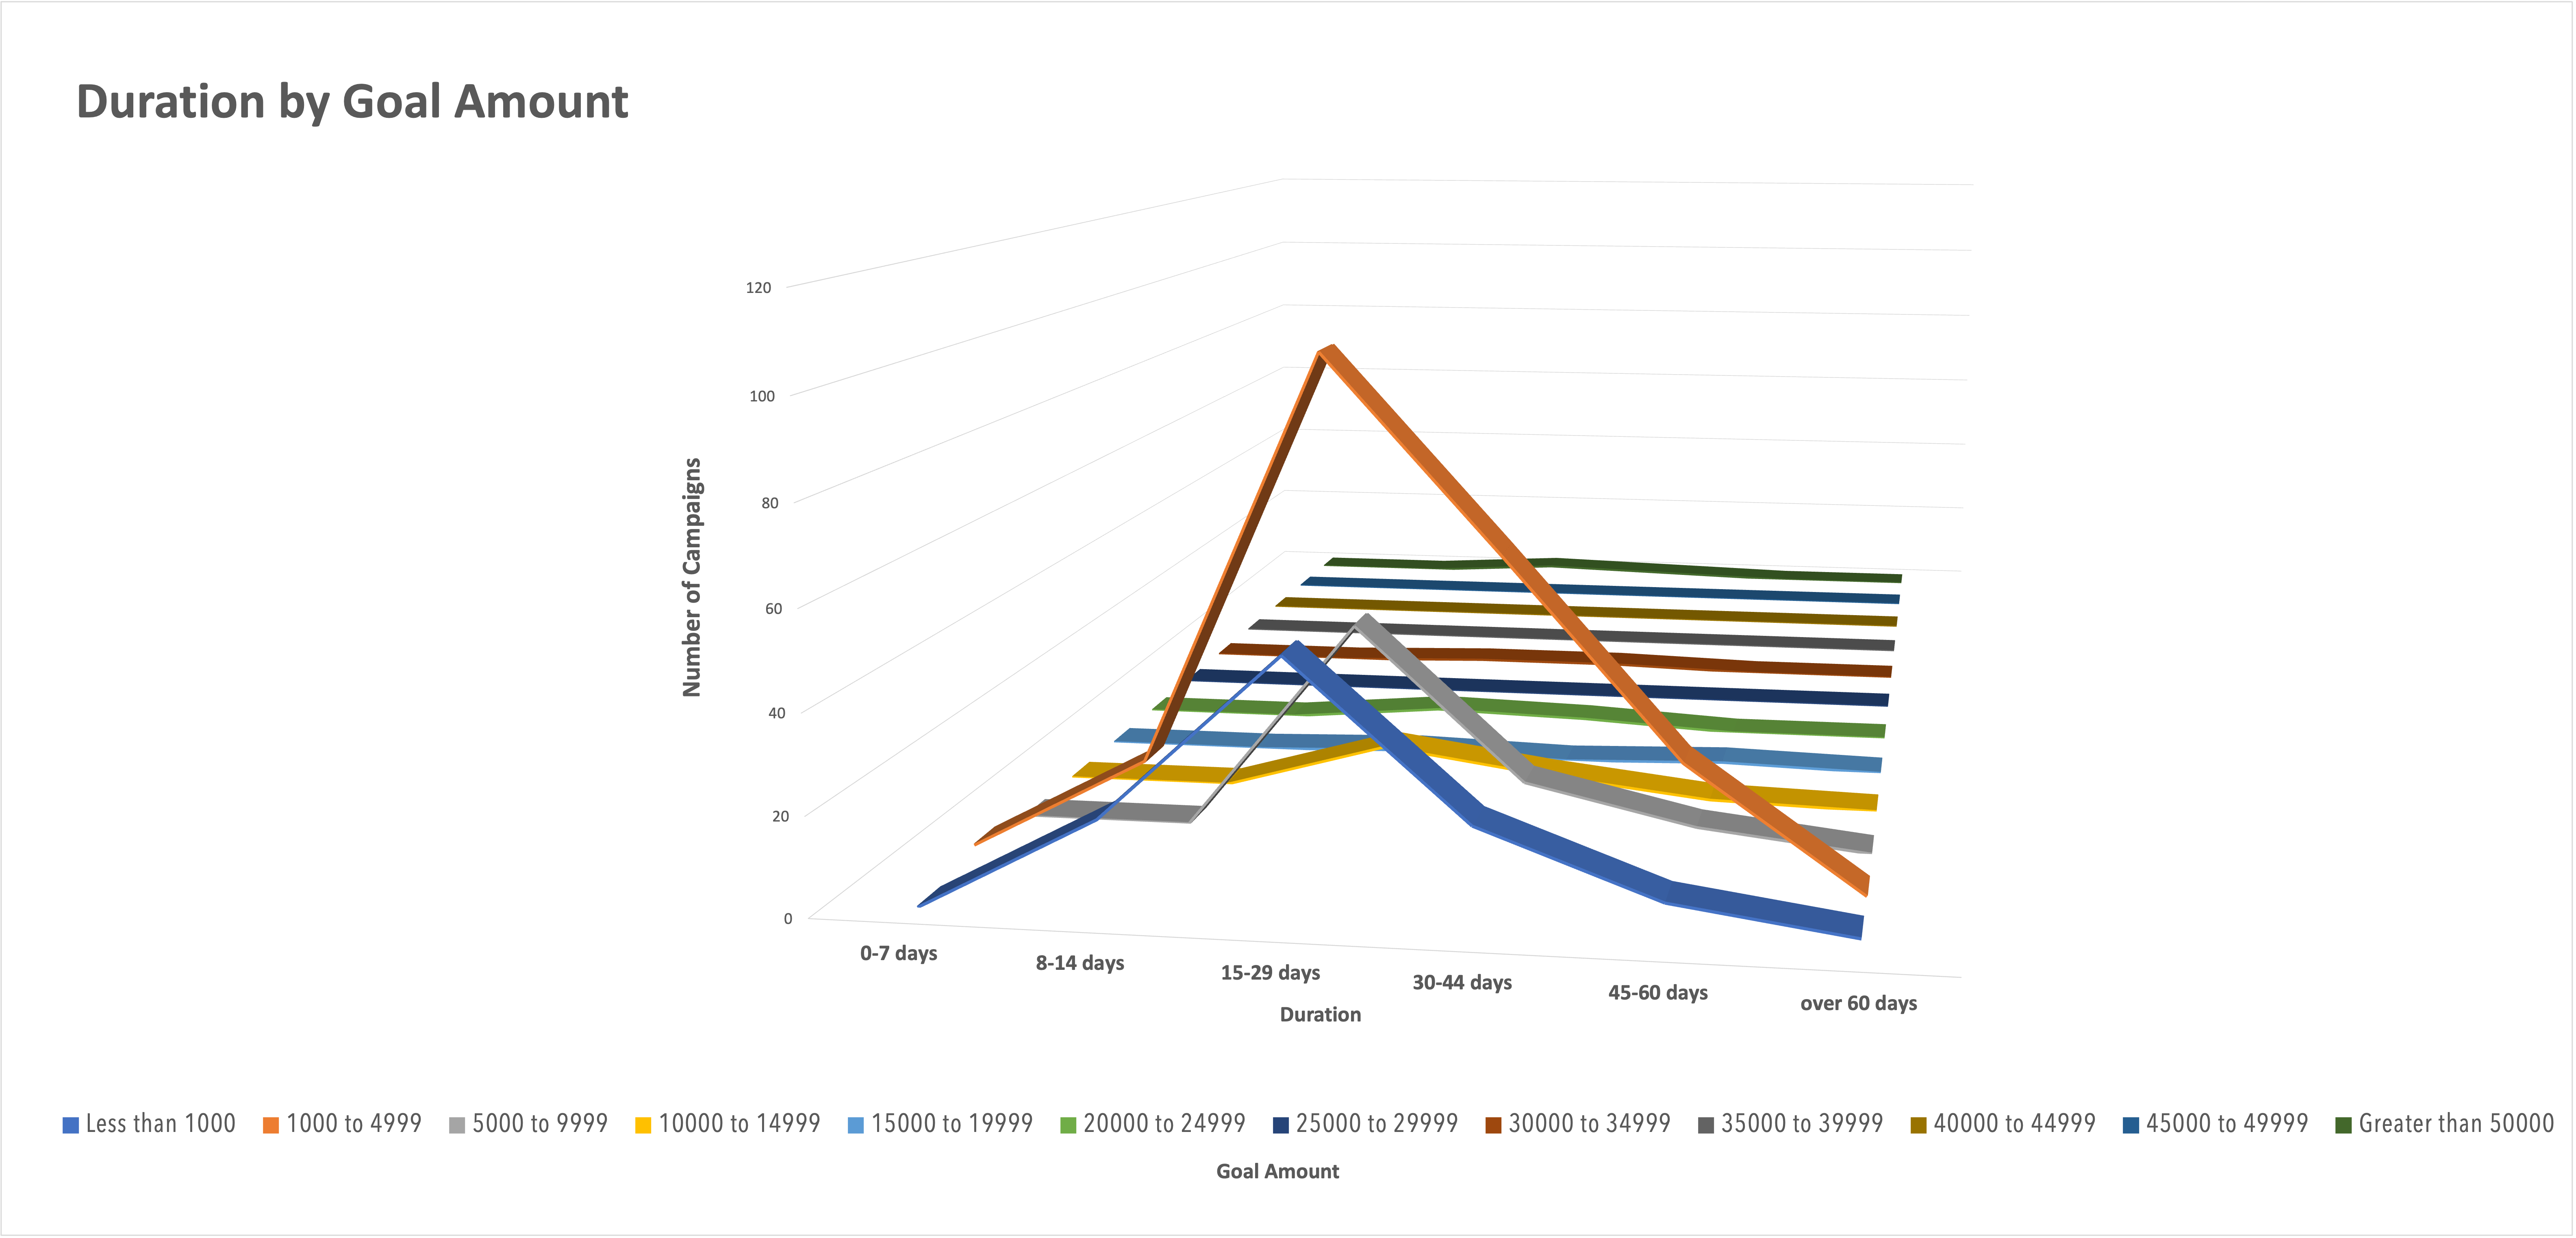 Duration by Goal Amount
Number of Campaigns
120
100
80
60
40
20
0
0-7 days
8-14 days
15-29 days
30-44 days
45-60 days
over 60 days
Duration
Less than 1000
1000 to 4999
5000 to 9999
10000 to 14999
15000 to 19999
20000 to 24999
25000 to 29999
30000 to 34999
35000 to 39999
40000 to 44999
45000 to 49999
Greater than 50000
Goal Amount